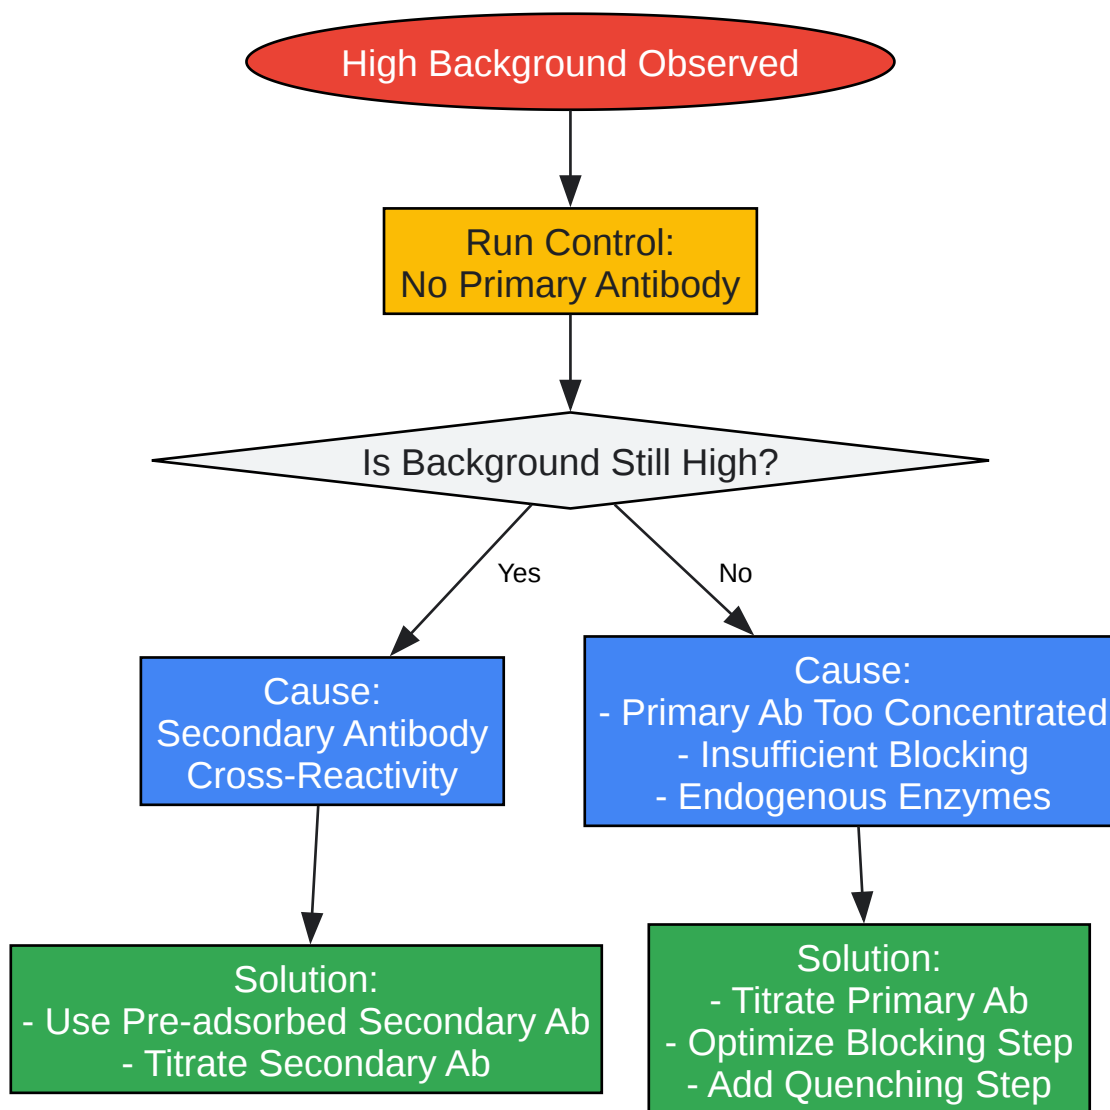 High Background Observed
Run Control:
No Primary Antibody
Is Background Still High?
Yes
No
Cause:
Secondary Antibody
Cross-Reactivity
Cause:
- Primary Ab Too Concentrated
- Insufficient Blocking
- Endogenous Enzymes
Solution:
- Use Pre-adsorbed Secondary Ab
- Titrate Secondary Ab
Solution:
- Titrate Primary Ab
- Optimize Blocking Step
- Add Quenching Step